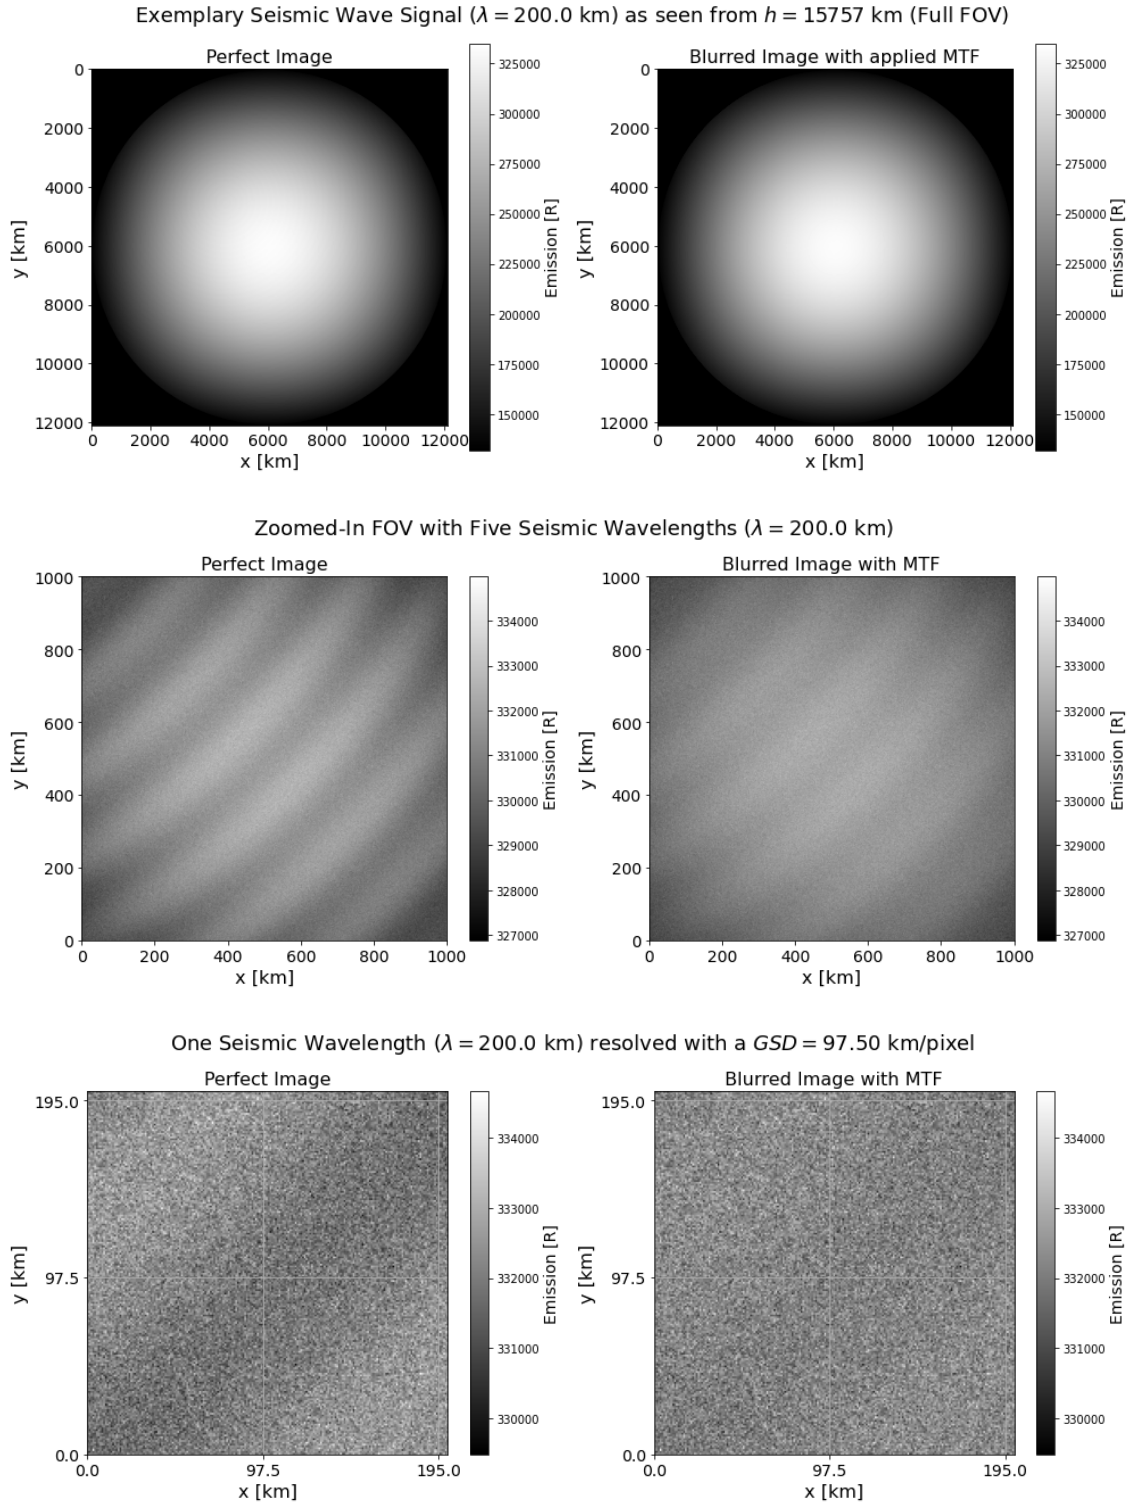 Exemplary Seismic Wave Signal (λ = 200.0 km) as seen from h = 15757 km (Full FOV)
Perfect Image
0
2000
4000
6000
8000
10000
12000
y [km]
0 2000 4000 6000 8000 10000 12000
x [km]
325000
300000
275000
250000
225000
200000
175000
150000
Emission [R]
Blurred Image with applied MTF
0
2000
4000
6000
8000
10000
12000
y [km]
0 2000 4000 6000 8000 10000 12000
x [km]
325000
300000
275000
250000
225000
200000
175000
150000
Emission [R]
Zoomed-In FOV with Five Seismic Wavelengths (λ = 200.0 km)
Perfect Image
1000
800
600
400
200
0
y [km]
0 200 400 600 800 1000
x [km]
334000
333000
332000
331000
330000
329000
328000
327000
Emission [R]
Blurred Image with MTF
1000
800
600
400
200
0
y [km]
0 200 400 600 800 1000
x [km]
334000
333000
332000
331000
330000
329000
328000
327000
Emission [R]
One Seismic Wavelength (λ = 200.0 km) resolved with a GSD = 97.50 km/pixel
Perfect Image
195.0
97.5
0.0
y [km]
0.0 97.5 195.0
x [km]
334000
333000
332000
331000
330000
Emission [R]
Blurred Image with MTF
195.0
97.5
0.0
y [km]
0.0 97.5 195.0
x [km]
334000
333000
332000
331000
330000
Emission [R]